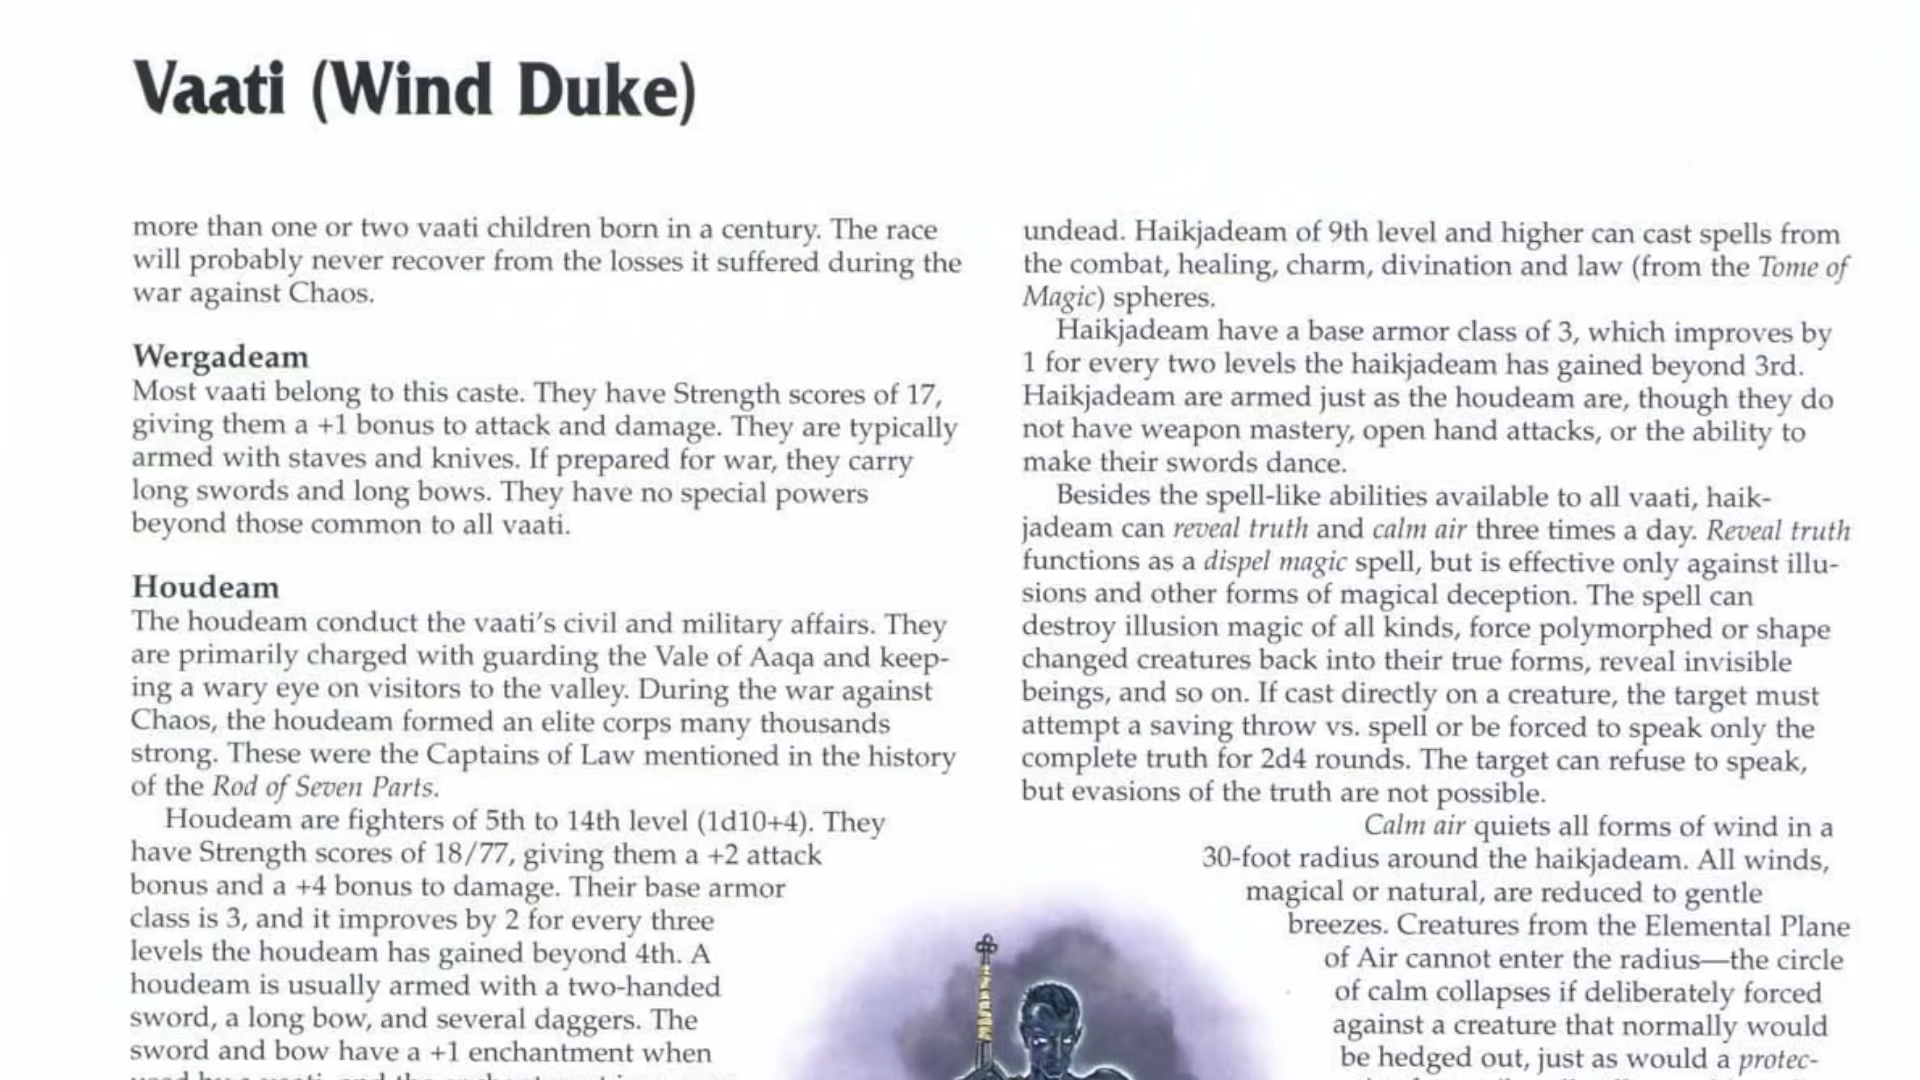 Vaati (Wind Duke)
more than one or two vaati children born in a century. The race
will probably never recover from the losses it suffered during the
war against Chaos.
Wergadeam
Most vaati belong to this caste. They have Strength scores of 17,
giving them a +1 bonus to attack and damage. They are typically
armed with staves and knives. If prepared for war, they carry
long swords and long bows. They have no special powers
beyond those common to all vaati.
Houdeam
The houdeam conduct the vaati's civil and military affairs. They
are primarily charged with guarding the Vale of Aaqa and keep-
ing a wary eye on visitors to the valley. During the war against
Chaos, the houdeam formed an elite corps many thousands
strong. These were the Captains of Law mentioned in the history
of the Rod of Seven Parts.
Houdeam are fighters of 5th to 14th level (1d10+4). They
have Strength scores of 18/77, giving them a +2 attack
bonus and a +4 bonus to damage. Their base armor
class is 3, and it improves by 2 for every three
levels the houdeam has gained beyond 4th. A
houdeam is usually armed with a two-handed
sword, a long bow, and several daggers. The
sword and bow have a +1 enchantment when
undead. Haikjadeam of 9th level and higher can cast spells from
the combat, healing, charm, divination and law (from the Tome of
Magic) spheres.
Haikjadeam have a base armor class of 3, which improves by
1 for every two levels the haikjadeam has gained beyond 3rd.
Haikjadeam are armed just as the houdeam are, though they do
not have weapon mastery, open hand attacks, or the ability to
make their swords dance.
Besides the spell-like abilities available to all vaati, haik-
jadeam can reveal truth and calm air three times a day. Reveal truth
functions as a dispel magic spell, but is effective only against illu-
sions and other forms of magical deception. The spell can
destroy illusion magic of all kinds, force polymorphed or shape
changed creatures back into their true forms, reveal invisible
beings, and so on. If cast directly on a creature, the target must
attempt a saving throw vs. spell or be forced to speak only the
complete truth for 2d4 rounds. The target can refuse to speak,
but evasions of the truth are not possible.
Calm air quiets all forms of wind in a
30-foot radius around the haikjadeam. All winds,
magical or natural, are reduced to gentle
breezes. Creatures from the Elemental Plane
of Air cannot enter the radius—the circle
of calm collapses if deliberately forced
against a creature that normally would
be hedged out, just as would a protec-